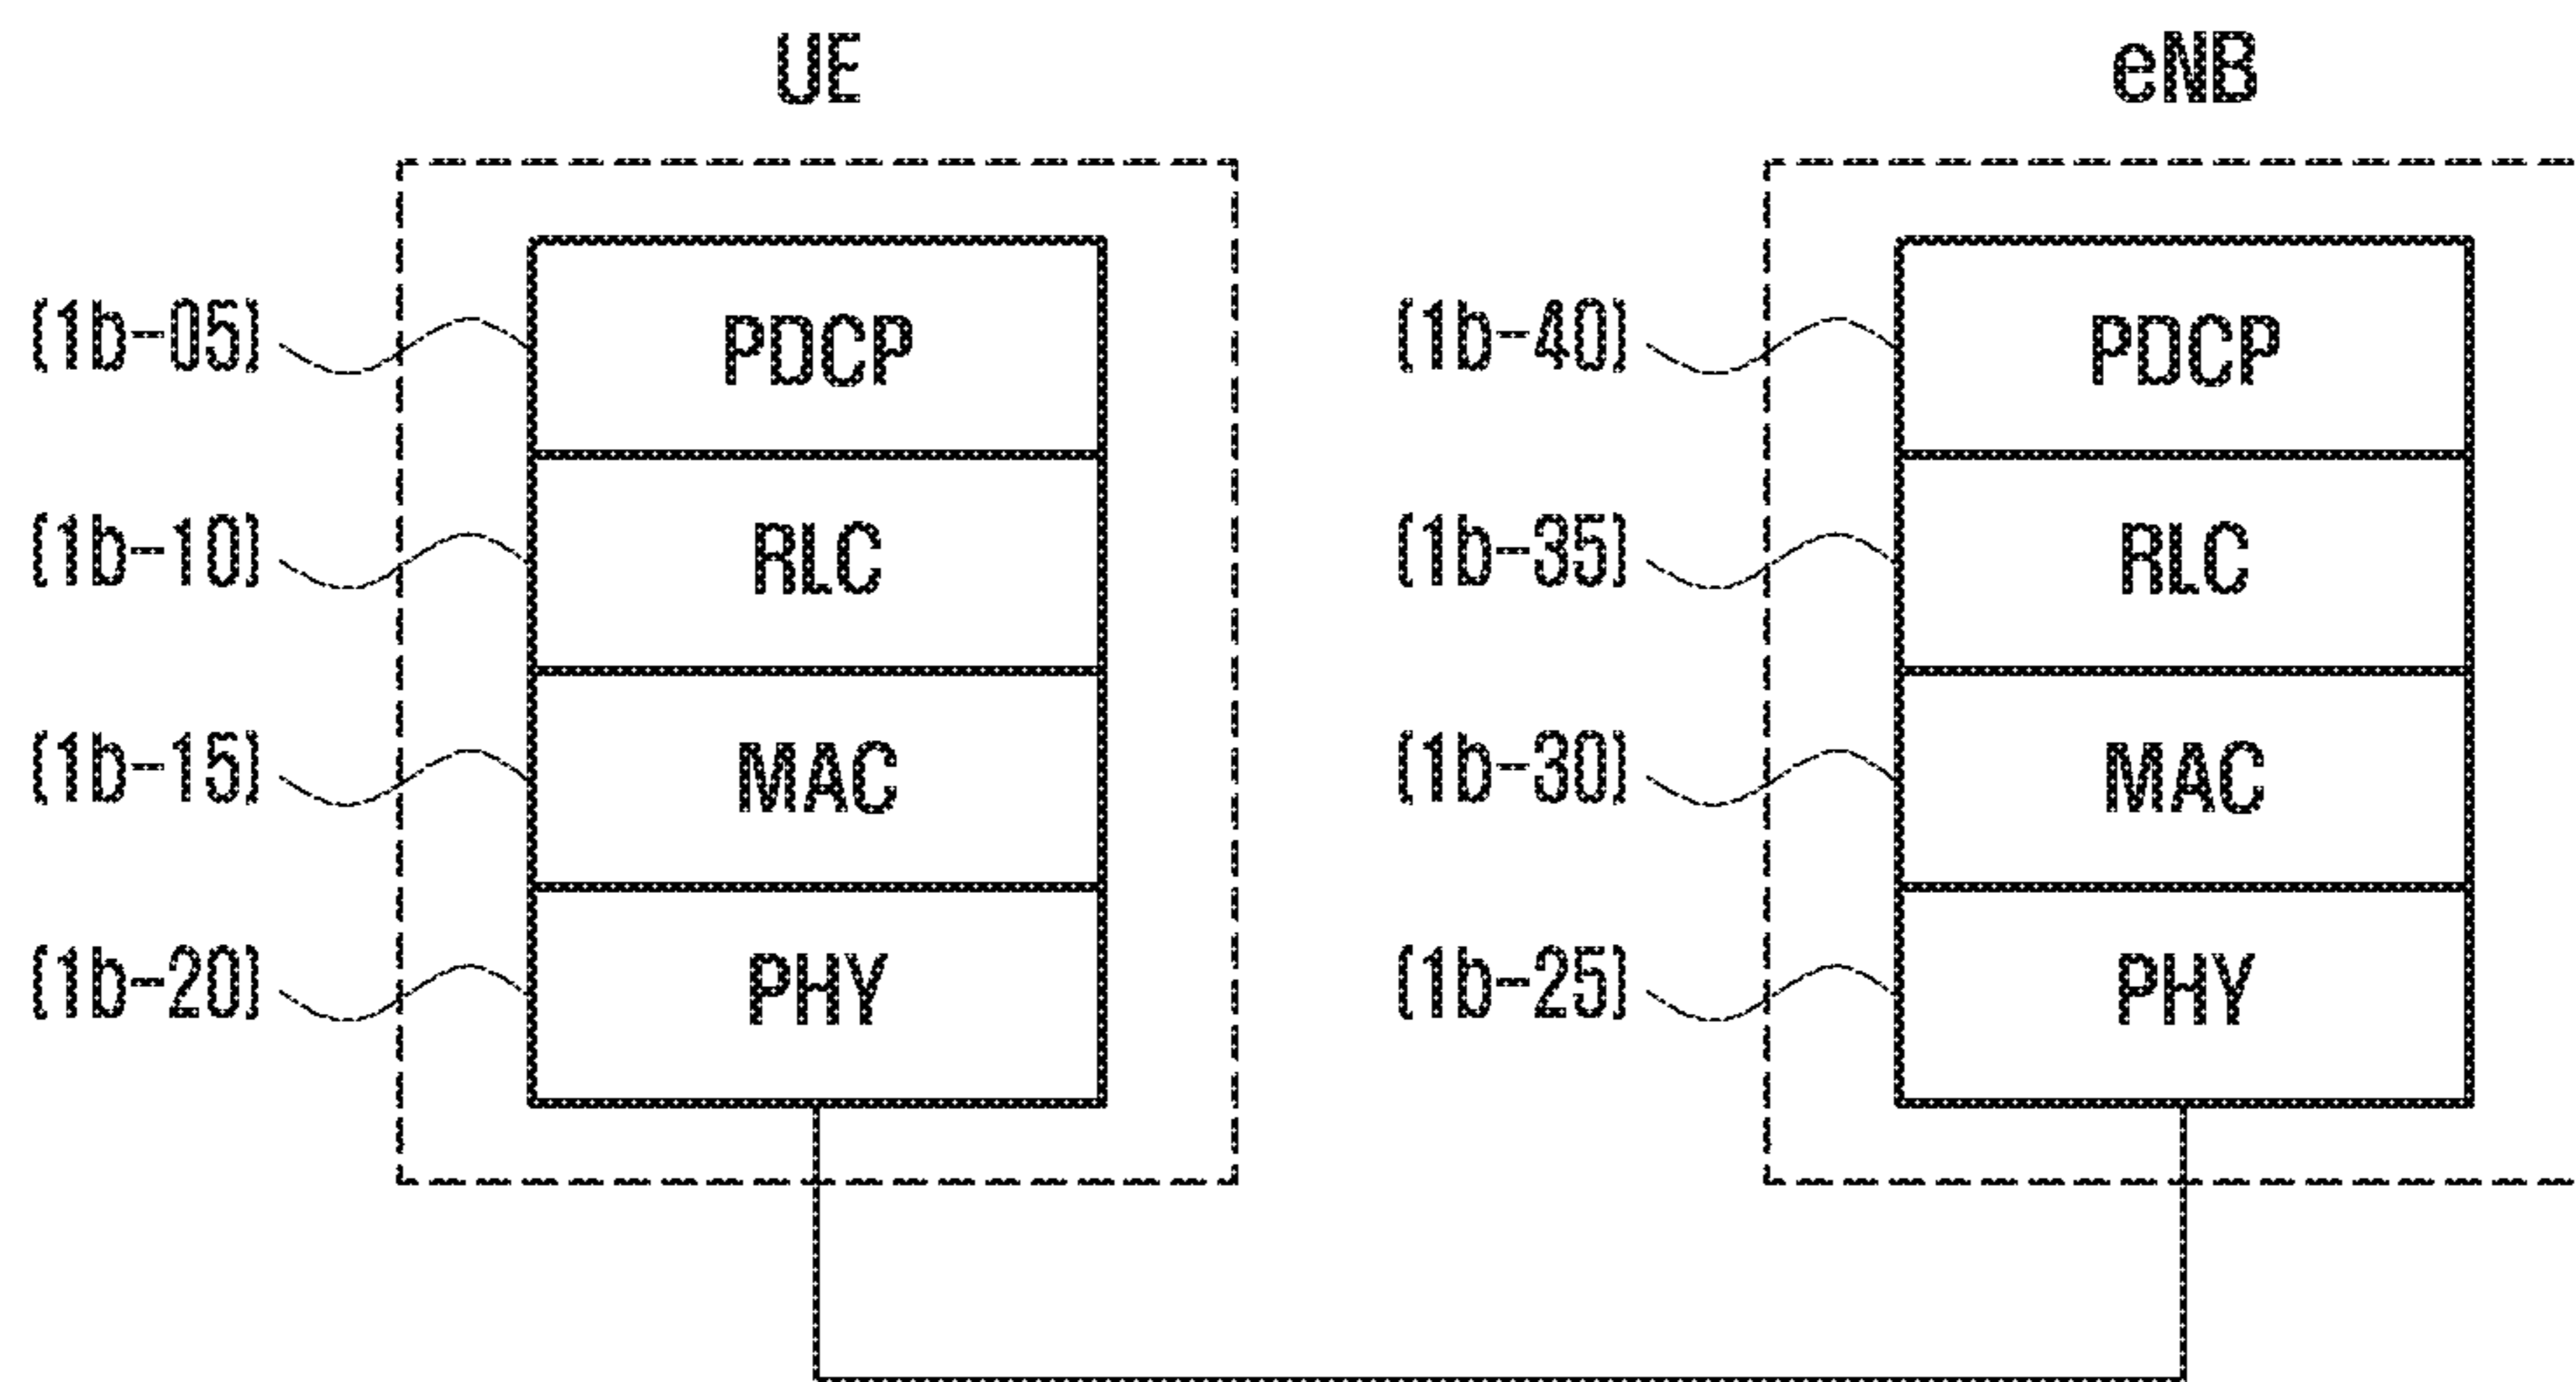 UE eNB
(1b-05) PDCP (1b-40) PDCP
(1b-10) RLC (1b-35) RLC
(1b-15) MAC (1b-30) MAC
(1b-20) PHY (1b-25) PHY